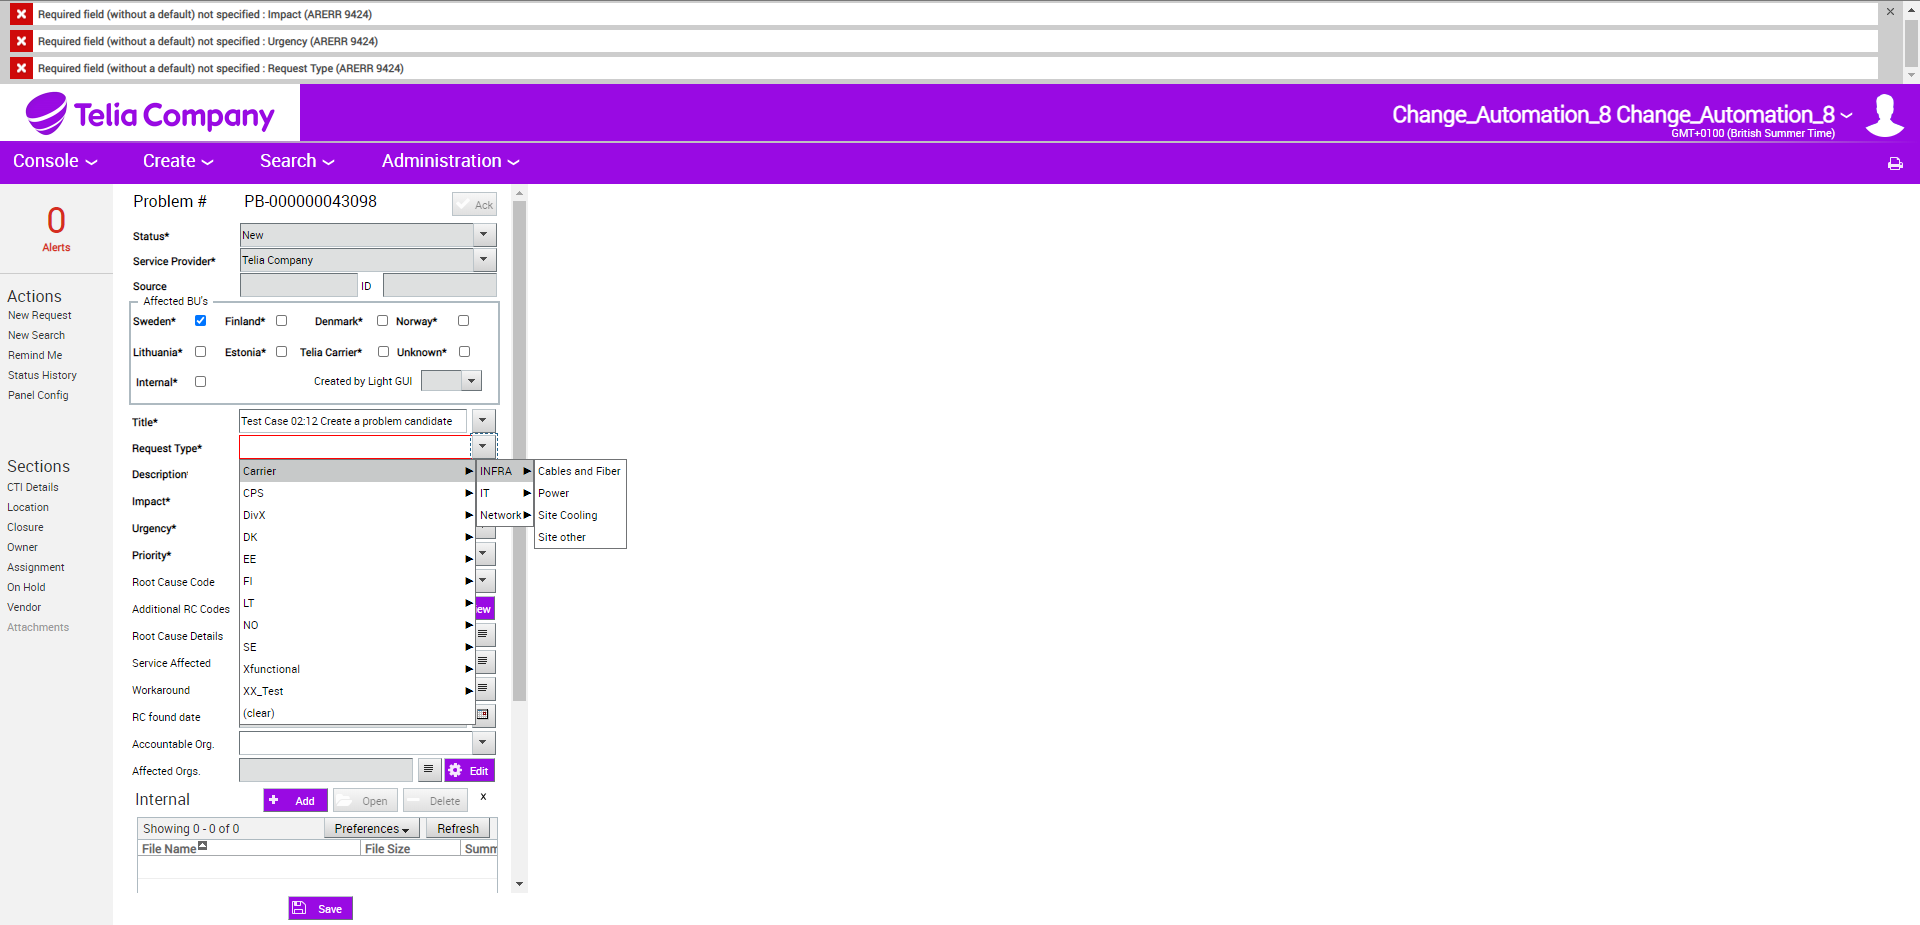 Required field (without a default) not specified : Impact (ARERR 9424)
Required field (without a default) not specified : Urgency (ARERR 9424)
Required field (without a default) not specified : Request Type (ARERR 9424)
Telia Company
Change_Automation_8 Change_Automation_8
GMT+0100 (British Summer Time)
Console Create Search Administration
0
Alerts
Actions
New Request
New Search
Remind Me
Status History
Panel Config
Sections
CTI Details
Location
Closure
Owner
Assignment
On Hold
Vendor
Attachments
Problem # PB-000000043098 Ack
Status* New
Service Provider* Telia Company
Source ID
Affected BU's
Sweden* Finland* Denmark* Norway*
Lithuania* Estonia* Telia Carrier* Unknown*
Internal* Created by Light GUI
Title* Test Case 02:12 Create a problem candidate
Request Type*
Description
Impact*
Urgency*
Priority*
Root Cause Code
Additional RC Codes ew
Root Cause Details
Service Affected
Workaround
RC found date
Accountable Org.
Affected Orgs. Edit
Carrier
CPS
DivX
DK
EE
FI
LT
NO
SE
Xfunctional
XX_Test
(clear)
INFRA
IT
Network
Cables and Fiber
Power
Site Cooling
Site other
Internal Add Open Delete x
Showing 0 - 0 of 0 Preferences Refresh
File Name File Size Summ
Save